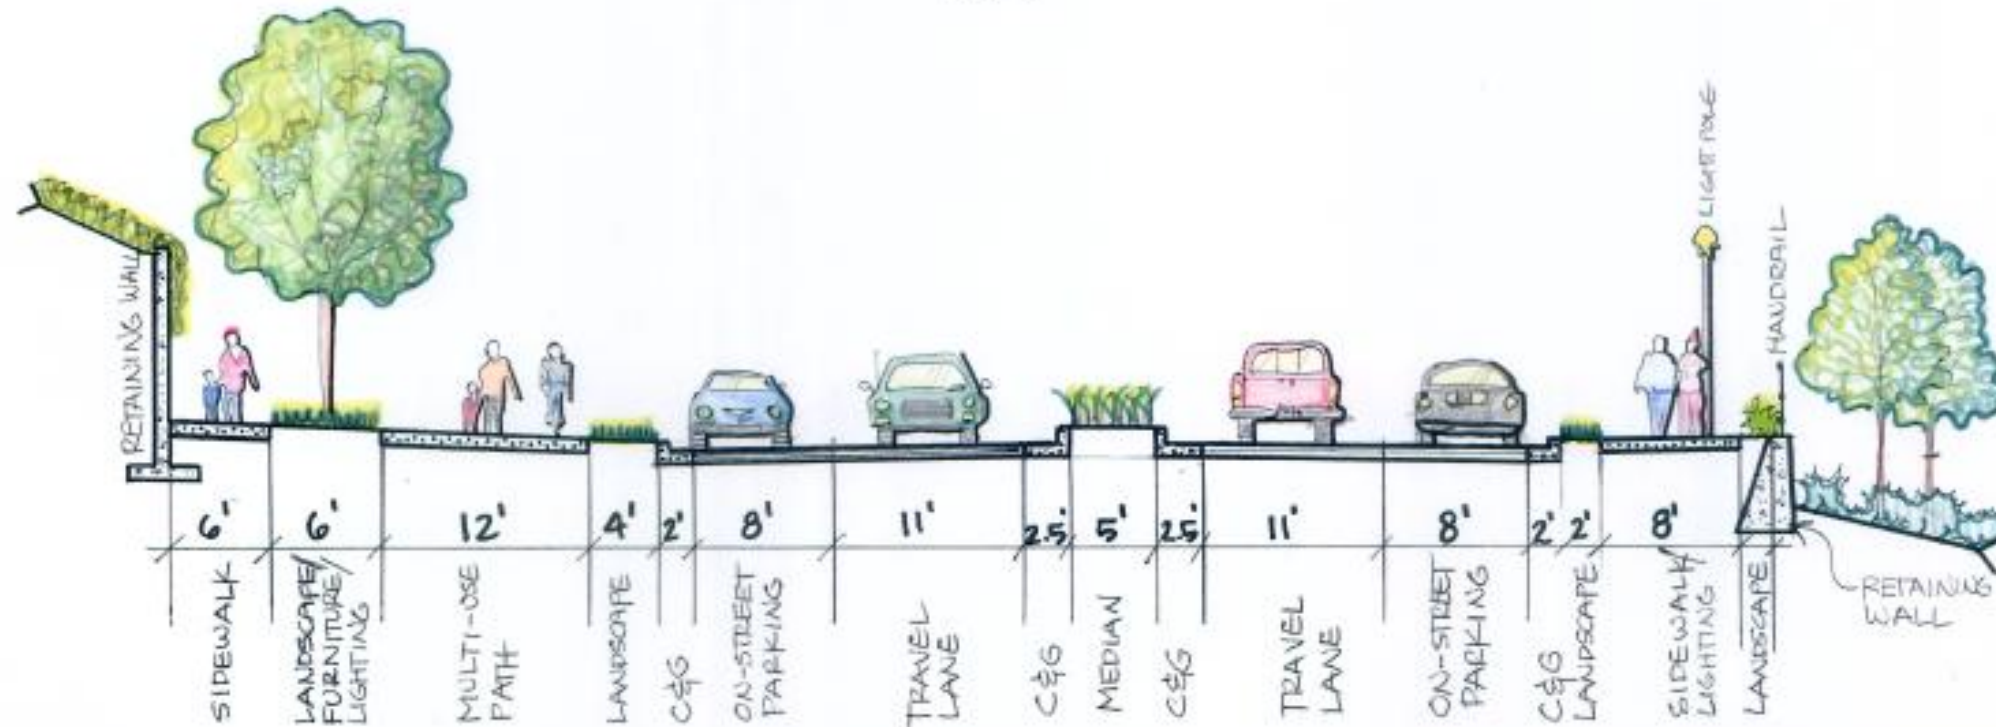 LIGHT POLE
HANDRAIL
RETAINING WALL
6'
6'
12'
4'
2'
8'
11'
2.5'
5'
2.5'
11'
8'
2'
2'
8'
SIDEWALK
LANDSCAPE/
FURNITURE/
LIGHTING
MULTI-USE
PATH
LANDSCAPE
C&G
ON-STREET
PARKING
TRAVEL
LANE
C&G
MEDIAN
C&G
TRAVEL
LANE
ON-STREET
PARKING
C&G
LANDSCAPE
SIDEWALK/
LIGHTING
LANDSCAPE
RETAINING
WALL